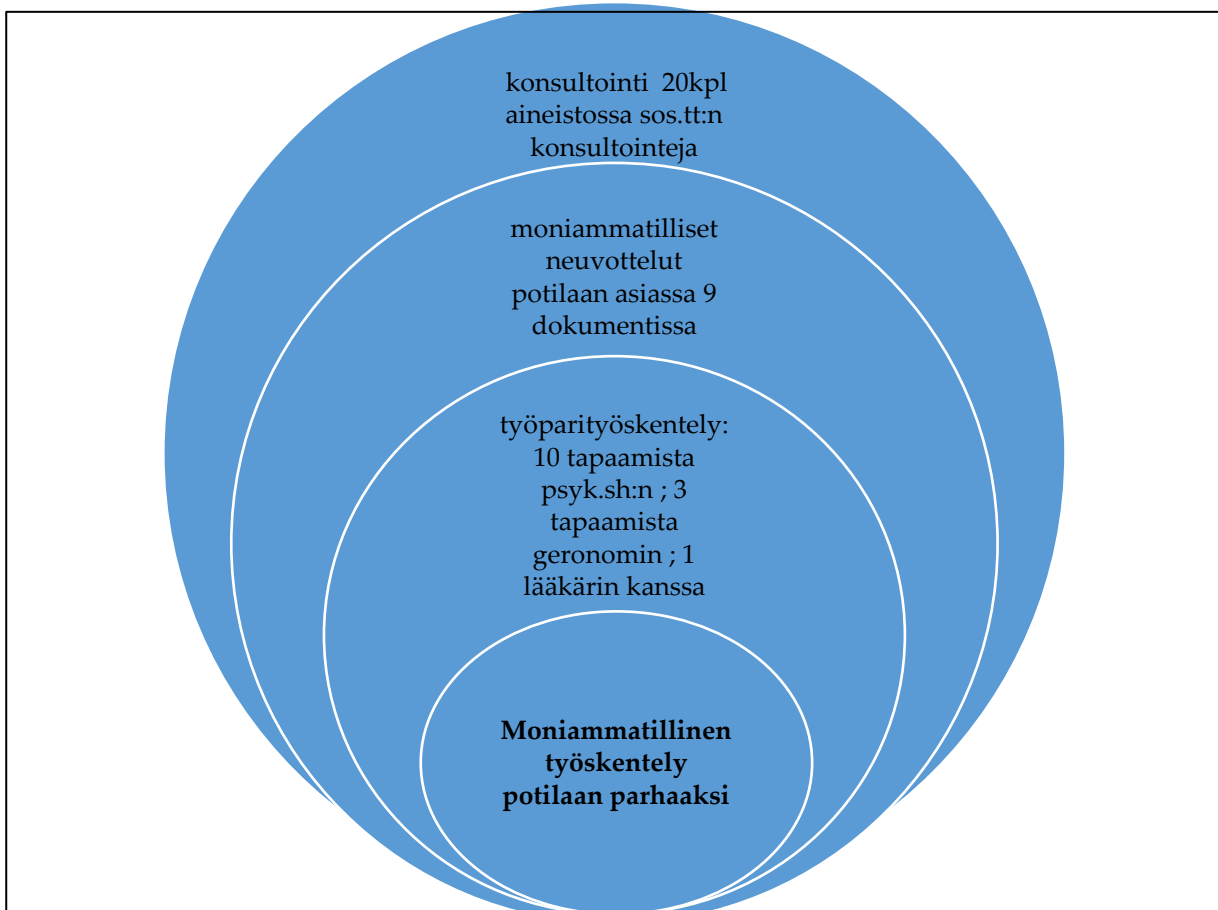 konsultointi 20kpl
aineistossa sos.tt:n
konsultointeja
moniammatilliset
neuvottelut
potilaan asiassa 9
dokumentissa
työparityöskentely:
10 tapaamista
psyk.sh:n ; 3
tapaamista
geronomin ; 1
lääkärin kanssa
Moniammatillinen
työskentely
potilaan parhaaksi